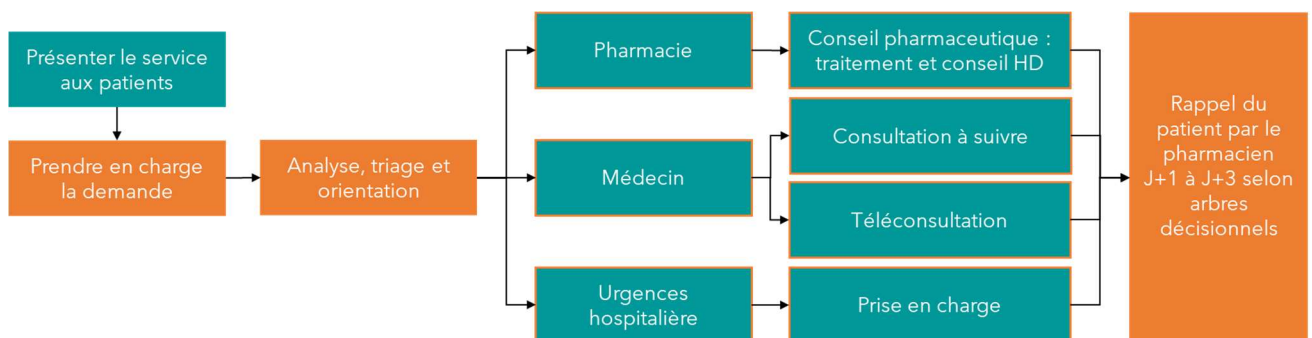 Présenter le service
aux patients
Prendre en charge
la demande
Analyse, triage et
orientation
Pharmacie
Conseil pharmaceutique :
traitement et conseil HD
Médecin
Consultation à suivre
Téléconsultation
Urgences
hospitalière
Prise en charge
Rappel du
patient par le
pharmacien
J+1 à J+3 selon
arbres
décisionnels